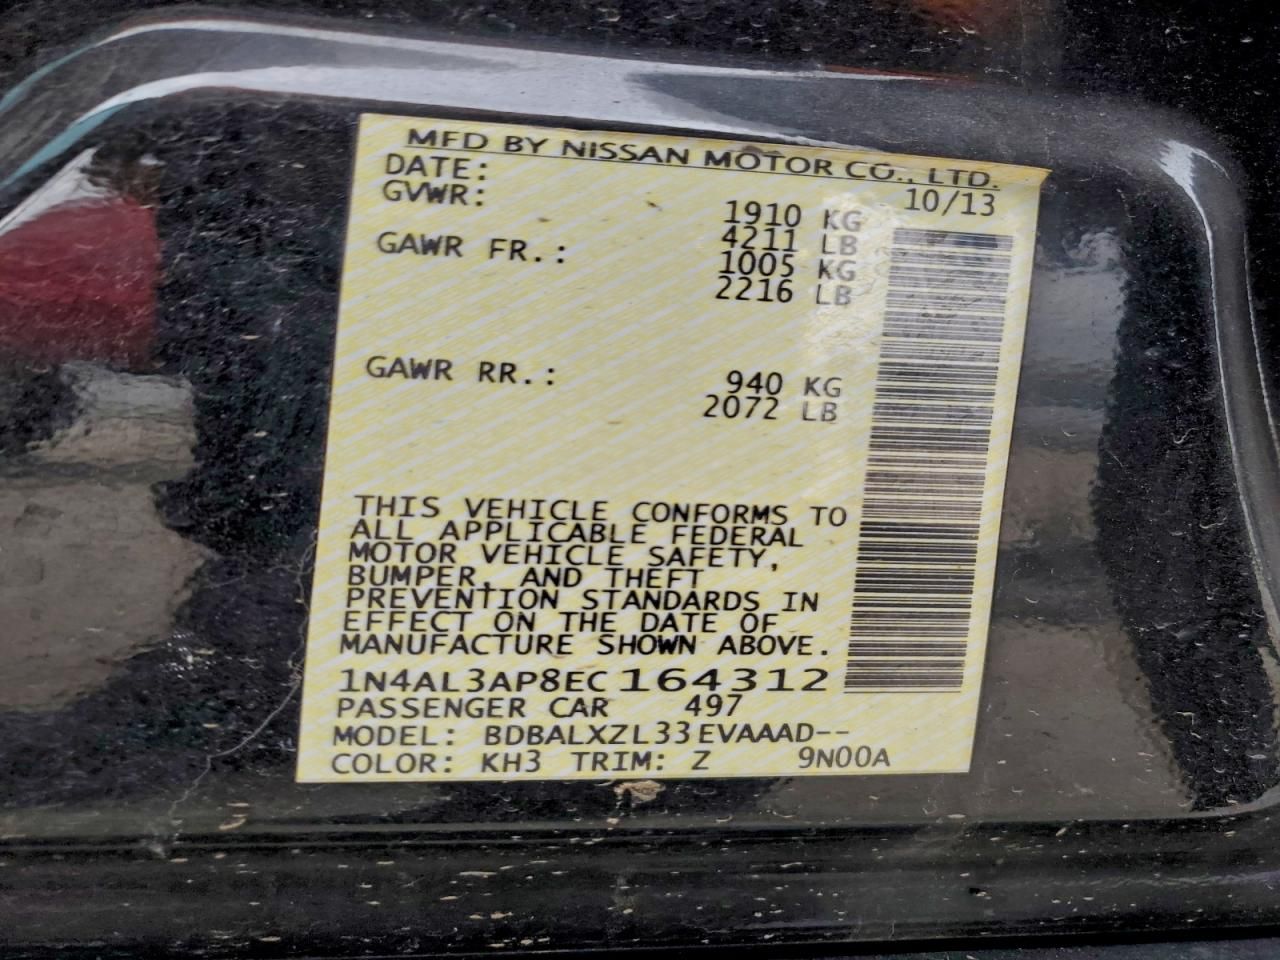 MFD BY NISSAN MOTOR CO., LTD.
DATE: 10/13
GVWR: 1910 KG
4211 LB
GAWR FR.: 1005 KG
2216 LB
GAWR RR.: 940 KG
2072 LB
THIS VEHICLE CONFORMS TO
ALL APPLICABLE FEDERAL
MOTOR VEHICLE SAFETY,
BUMPER, AND THEFT
PREVENTION STANDARDS IN
EFFECT ON THE DATE OF
MANUFACTURE SHOWN ABOVE.
1N4AL3AP8EC164312
PASSENGER CAR 497
MODEL: BDBALXZL33EVAAAD--
COLOR: KH3 TRIM: Z 9N00A